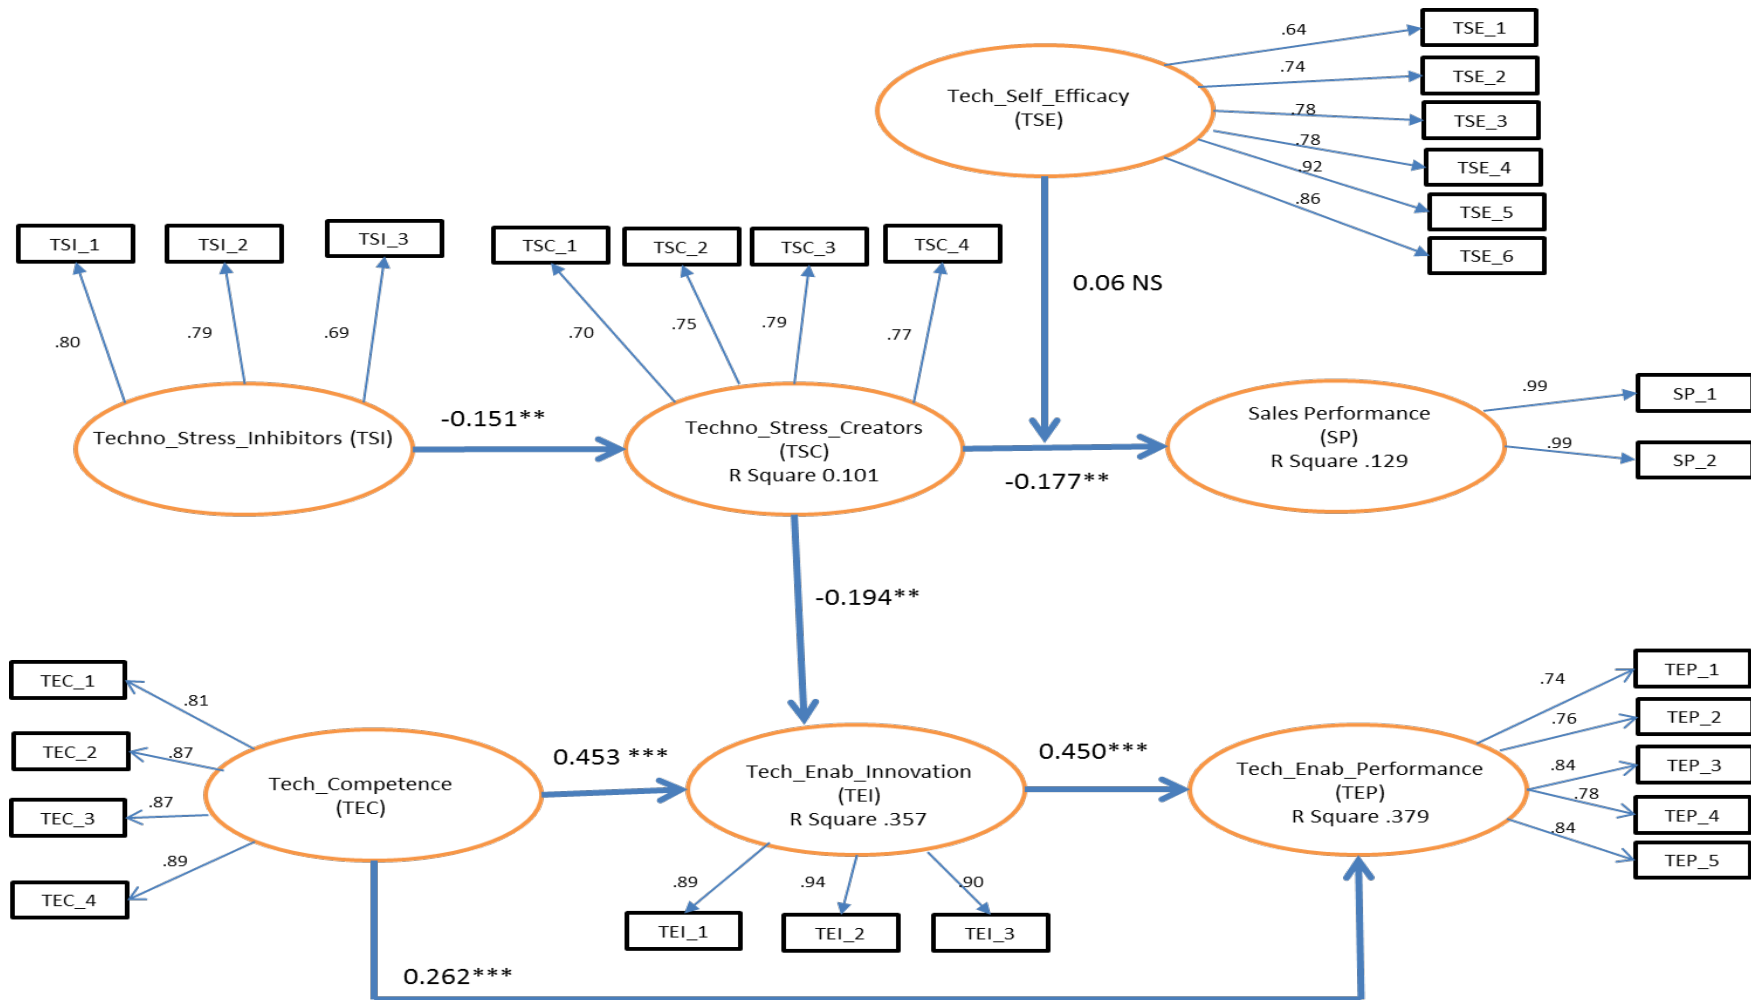 TSE_1
.64
TSE_2
.74
Tech_Self_Efficacy
(TSE)
TSE_3
.78
TSE_4
.78
TSE_5
.92
TSE_6
.86
0.06 NS
TSI_1
TSI_2
TSI_3
.80
.79
.69
TSC_1
TSC_2
TSC_3
TSC_4
.70
.75
.79
.77
Techno_Stress_Inhibitors (TSI)
-0.151**
Techno_Stress_Creators
(TSC)
R Square 0.101
-0.177**
Sales Performance
(SP)
R Square .129
.99
SP_1
.99
SP_2
-0.194**
TEC_1
.81
TEC_2
.87
TEC_3
.87
TEC_4
.89
Tech_Competence
(TEC)
0.453 ***
Tech_Enab_Innovation
(TEI)
R Square .357
0.450***
Tech_Enab_Performance
(TEP)
R Square .379
.74
TEP_1
.76
TEP_2
.84
TEP_3
.78
TEP_4
.84
TEP_5
.89
.94
.90
TEI_1
TEI_2
TEI_3
0.262***